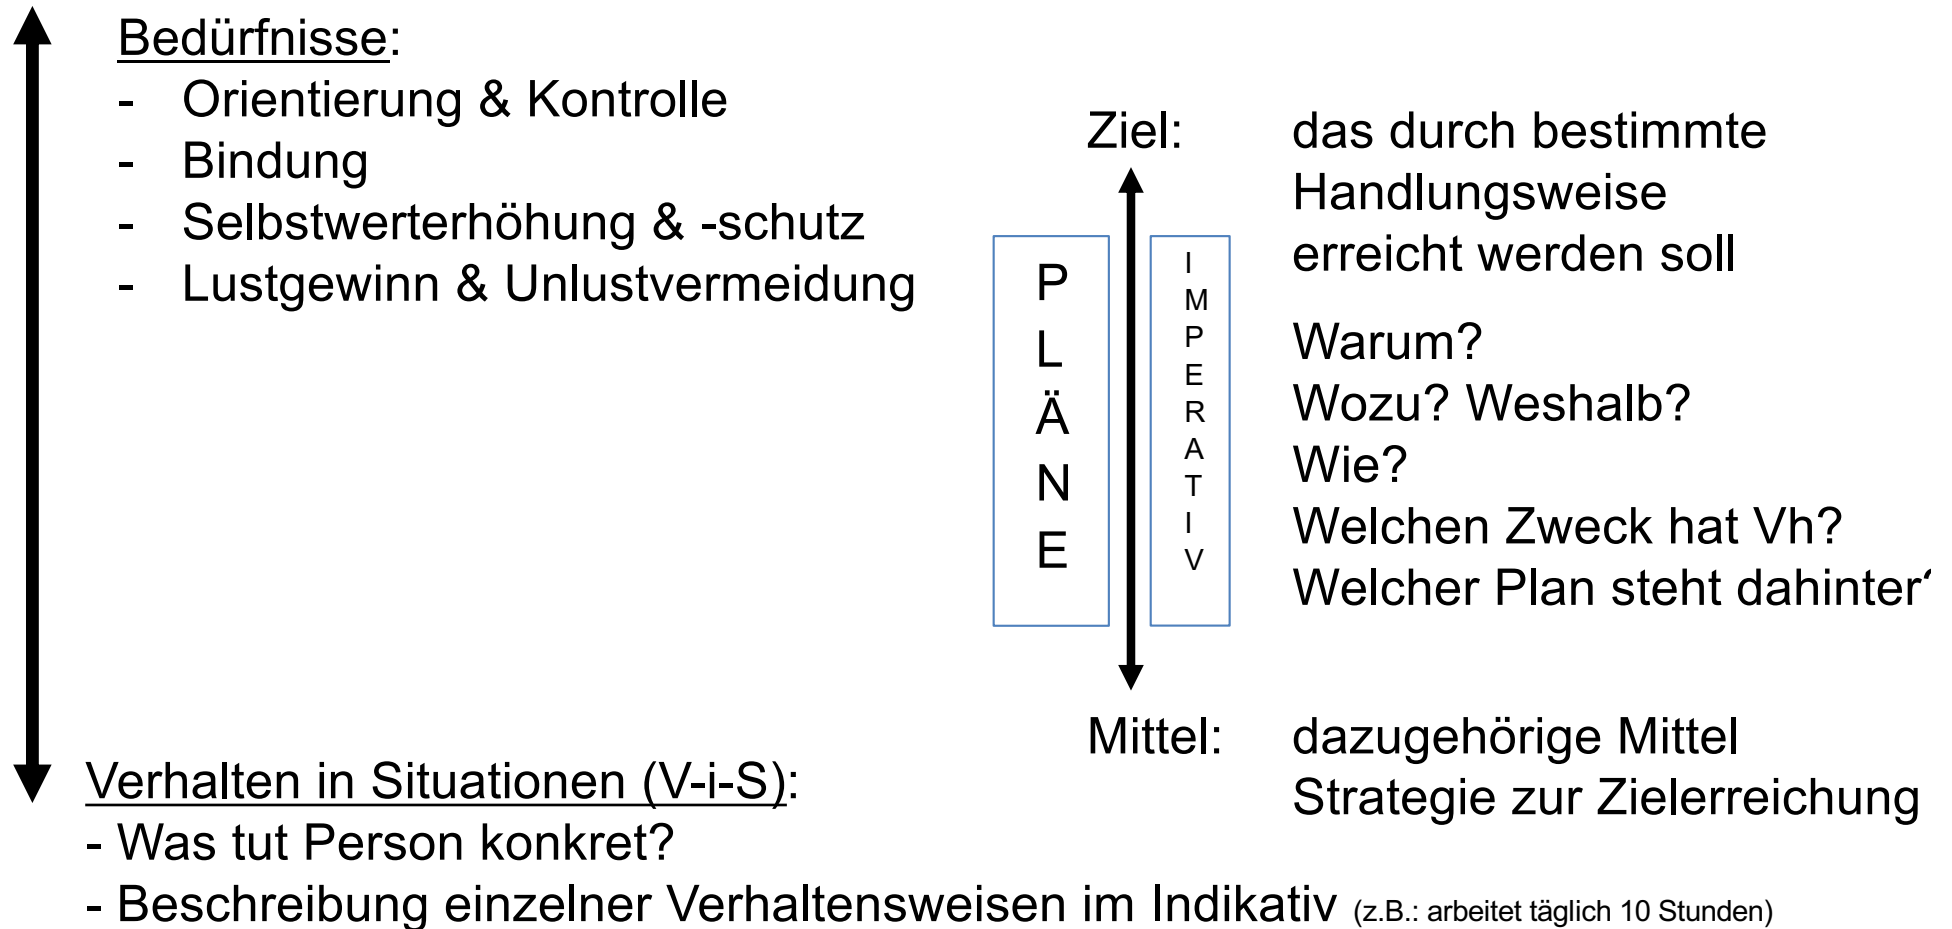 Bedürfnisse:
- Orientierung & Kontrolle
- Bindung
- Selbstwerterhöhung & -schutz
- Lustgewinn & Unlustvermeidung
Ziel: das durch bestimmte
Handlungsweise
erreicht werden soll
PLÄNE
IMPERATIV
Warum?
Wozu? Weshalb?
Wie?
Welchen Zweck hat Vh?
Welcher Plan steht dahinter
Mittel: dazugehörige Mittel
Strategie zur Zielerreichung
Verhalten in Situationen (V-i-S):
- Was tut Person konkret?
- Beschreibung einzelner Verhaltensweisen im Indikativ (z.B.: arbeitet täglich 10 Stunden)